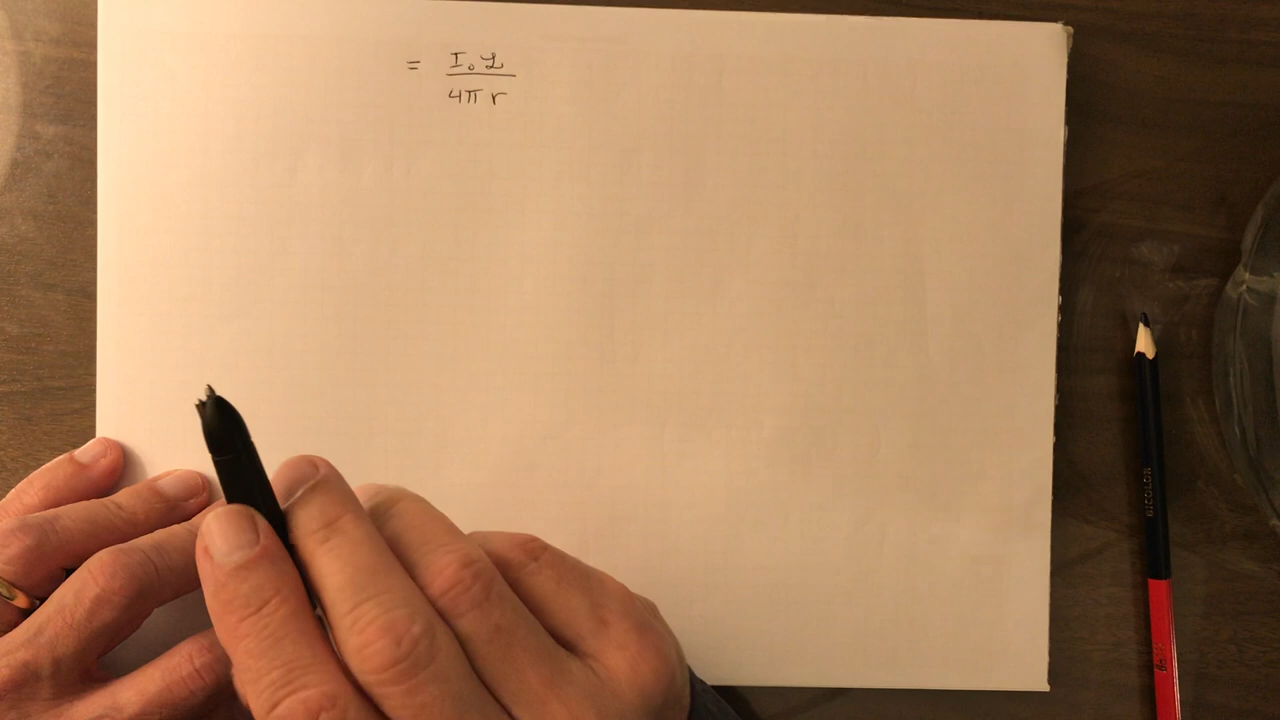 = I₀ℒ
4π r
BICOLOR